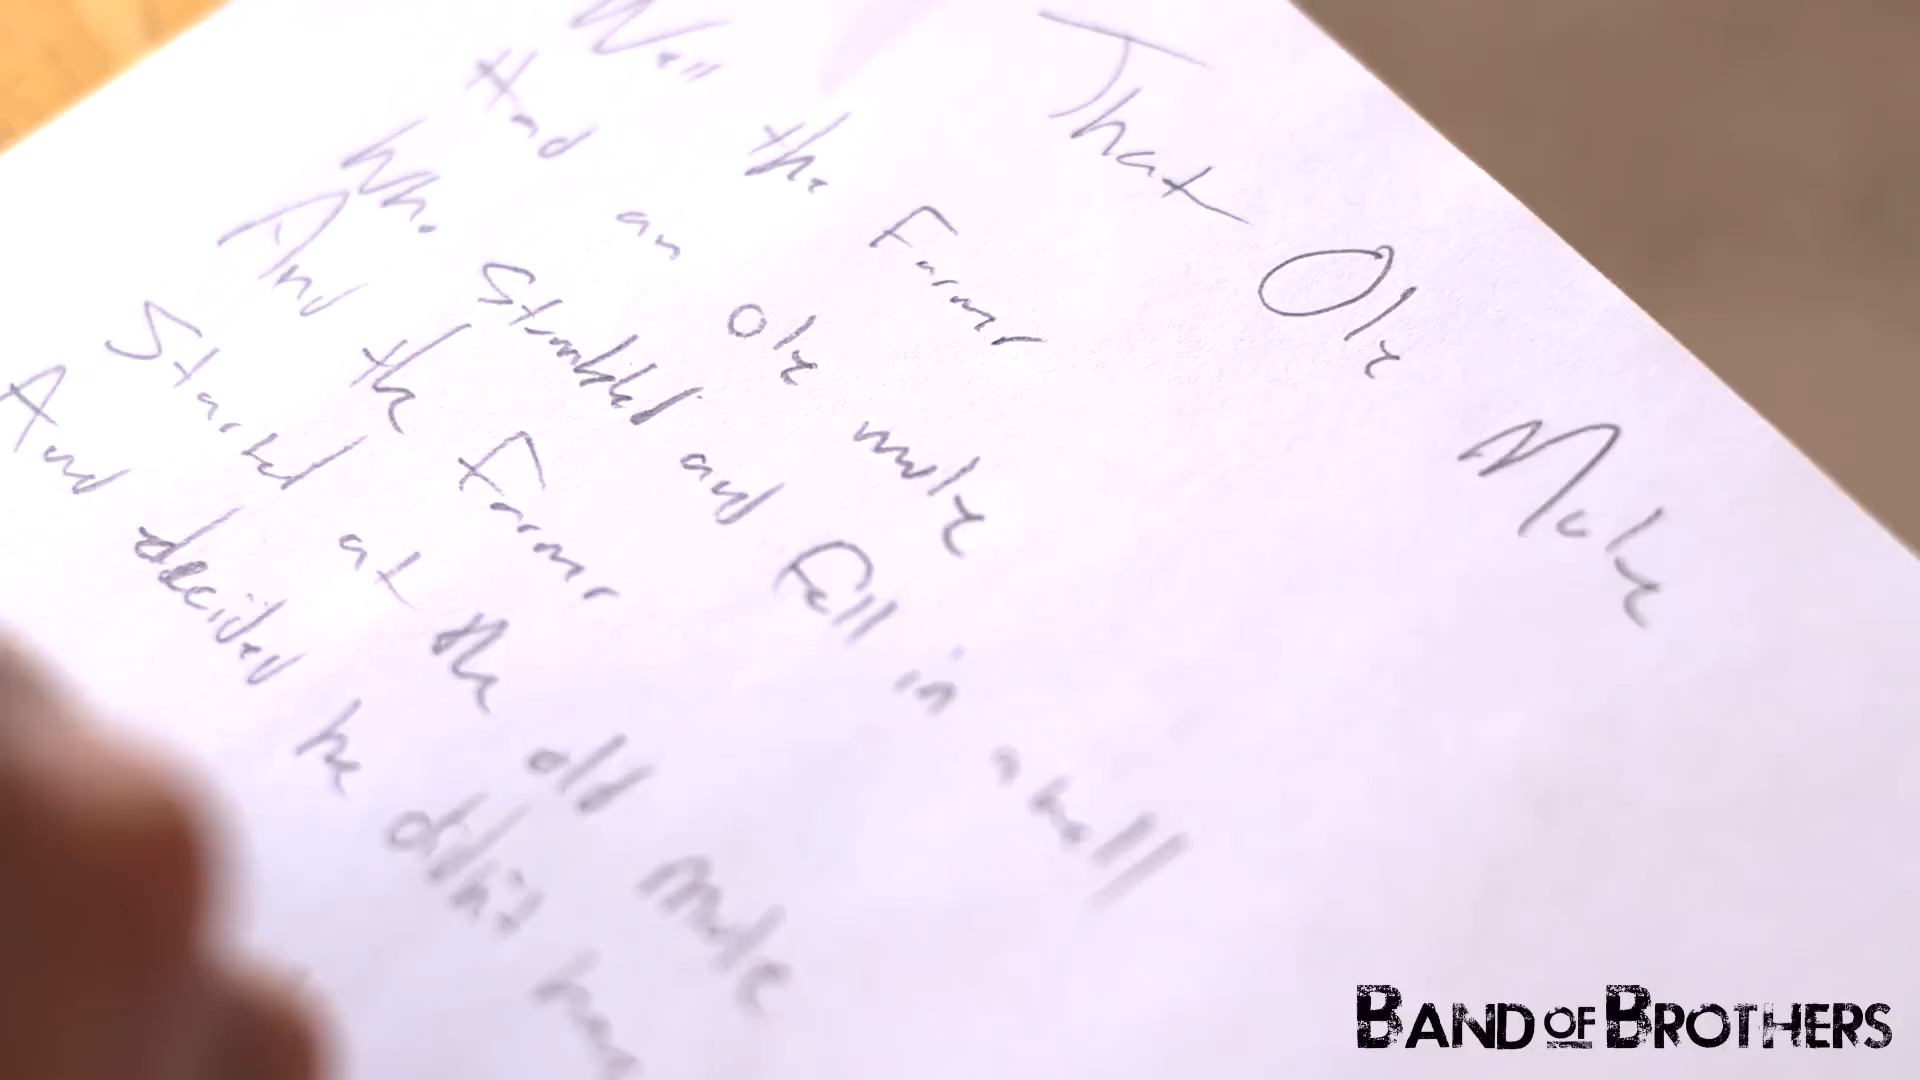 That Ole Mule
Well the Farmer
Had an Ole mule
Who Stumbled and Fell in a well
And the Farmer
Started at the old Mule
And decided he didn't
BAND OF BROTHERS